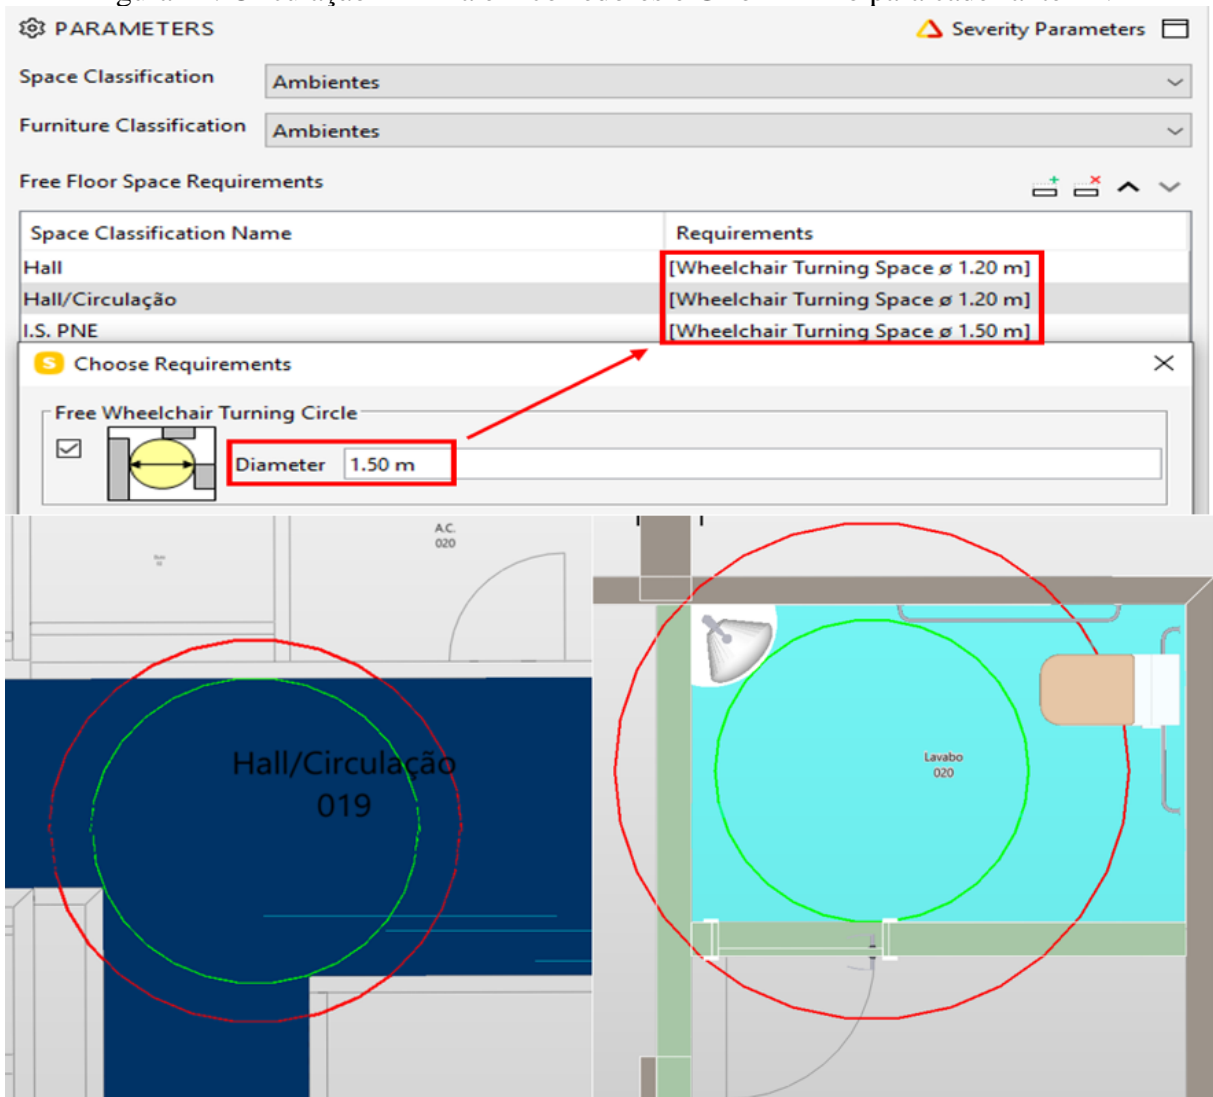 PARAMETERS
Severity Parameters
Space Classification
Ambientes
Furniture Classification
Ambientes
Free Floor Space Requirements
Space Classification Name
Requirements
Hall
[Wheelchair Turning Space ø 1.20 m]
Hall/Circulação
[Wheelchair Turning Space ø 1.20 m]
I.S. PNE
[Wheelchair Turning Space ø 1.50 m]
S
Choose Requirements
Free Wheelchair Turning Circle
Diameter
1.50 m
A.C.
020
Hall/Circulação
019
Lavabo
020